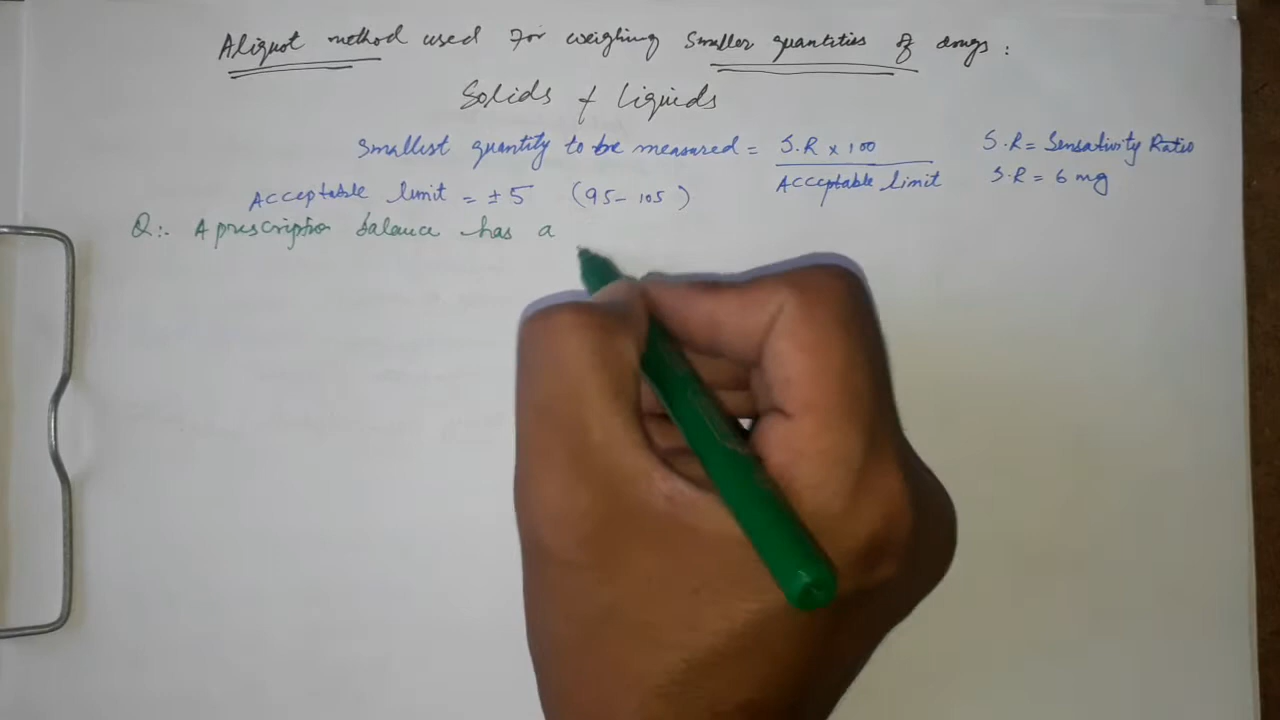 Aliquot method used for weighing smaller quantities of drugs :
Solids & Liquids
Smallest quantity to be measured = S.R x 100 / Acceptable limit
S.R = Sensativity Ratio
S.R = 6 mg
Acceptable limit = ± 5 (95 - 105)
Q:. A prescription balance has a